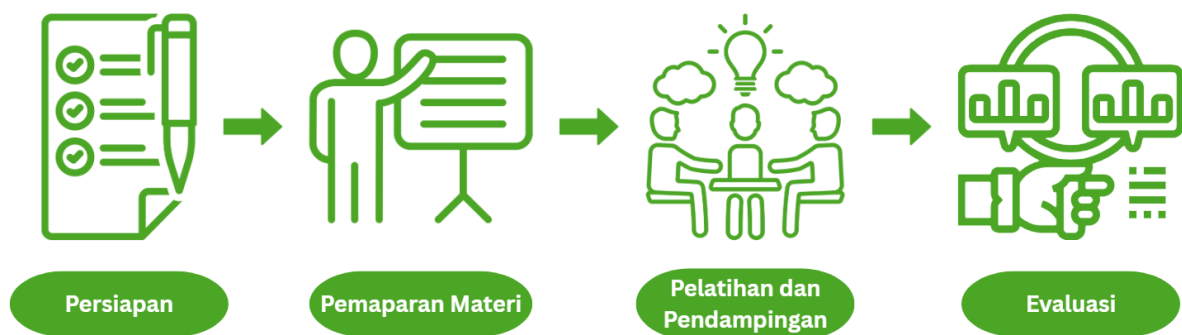 Persiapan
Pemaparan Materi
Pelatihan dan
Pendampingan
Evaluasi